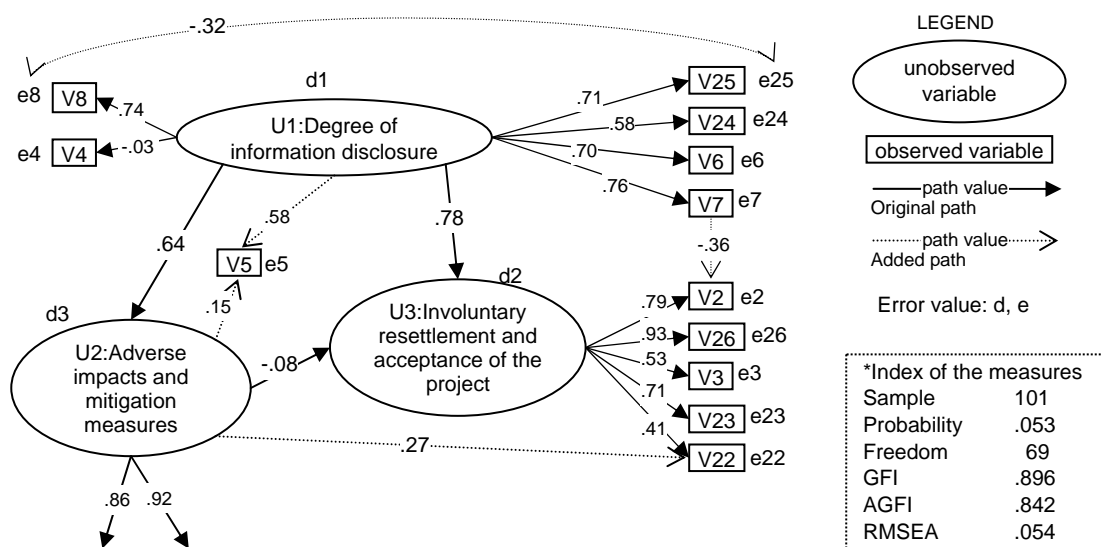 -.32
LEGEND
unobserved
variable
observed variable
path value
Original path
path value
Added path
Error value: d, e
*Index of the measures
Sample 101
Probability .053
Freedom 69
GFI .896
AGFI .842
RMSEA .054
d1
U1:Degree of
information disclosure
e8 V8 .74
e4 V4 -.03
.71 V25 e25
.58 V24 e24
.70 V6 e6
.76 V7 e7
-.36
.64
.58
.78
V5 e5
.15
d3
U2:Adverse
impacts and
mitigation
measures
-.08
d2
U3:Involuntary
resettlement and
acceptance of the
project
.79 V2 e2
.93 V26 e26
.53 V3 e3
.71 V23 e23
.41 V22 e22
.27
.86 .92